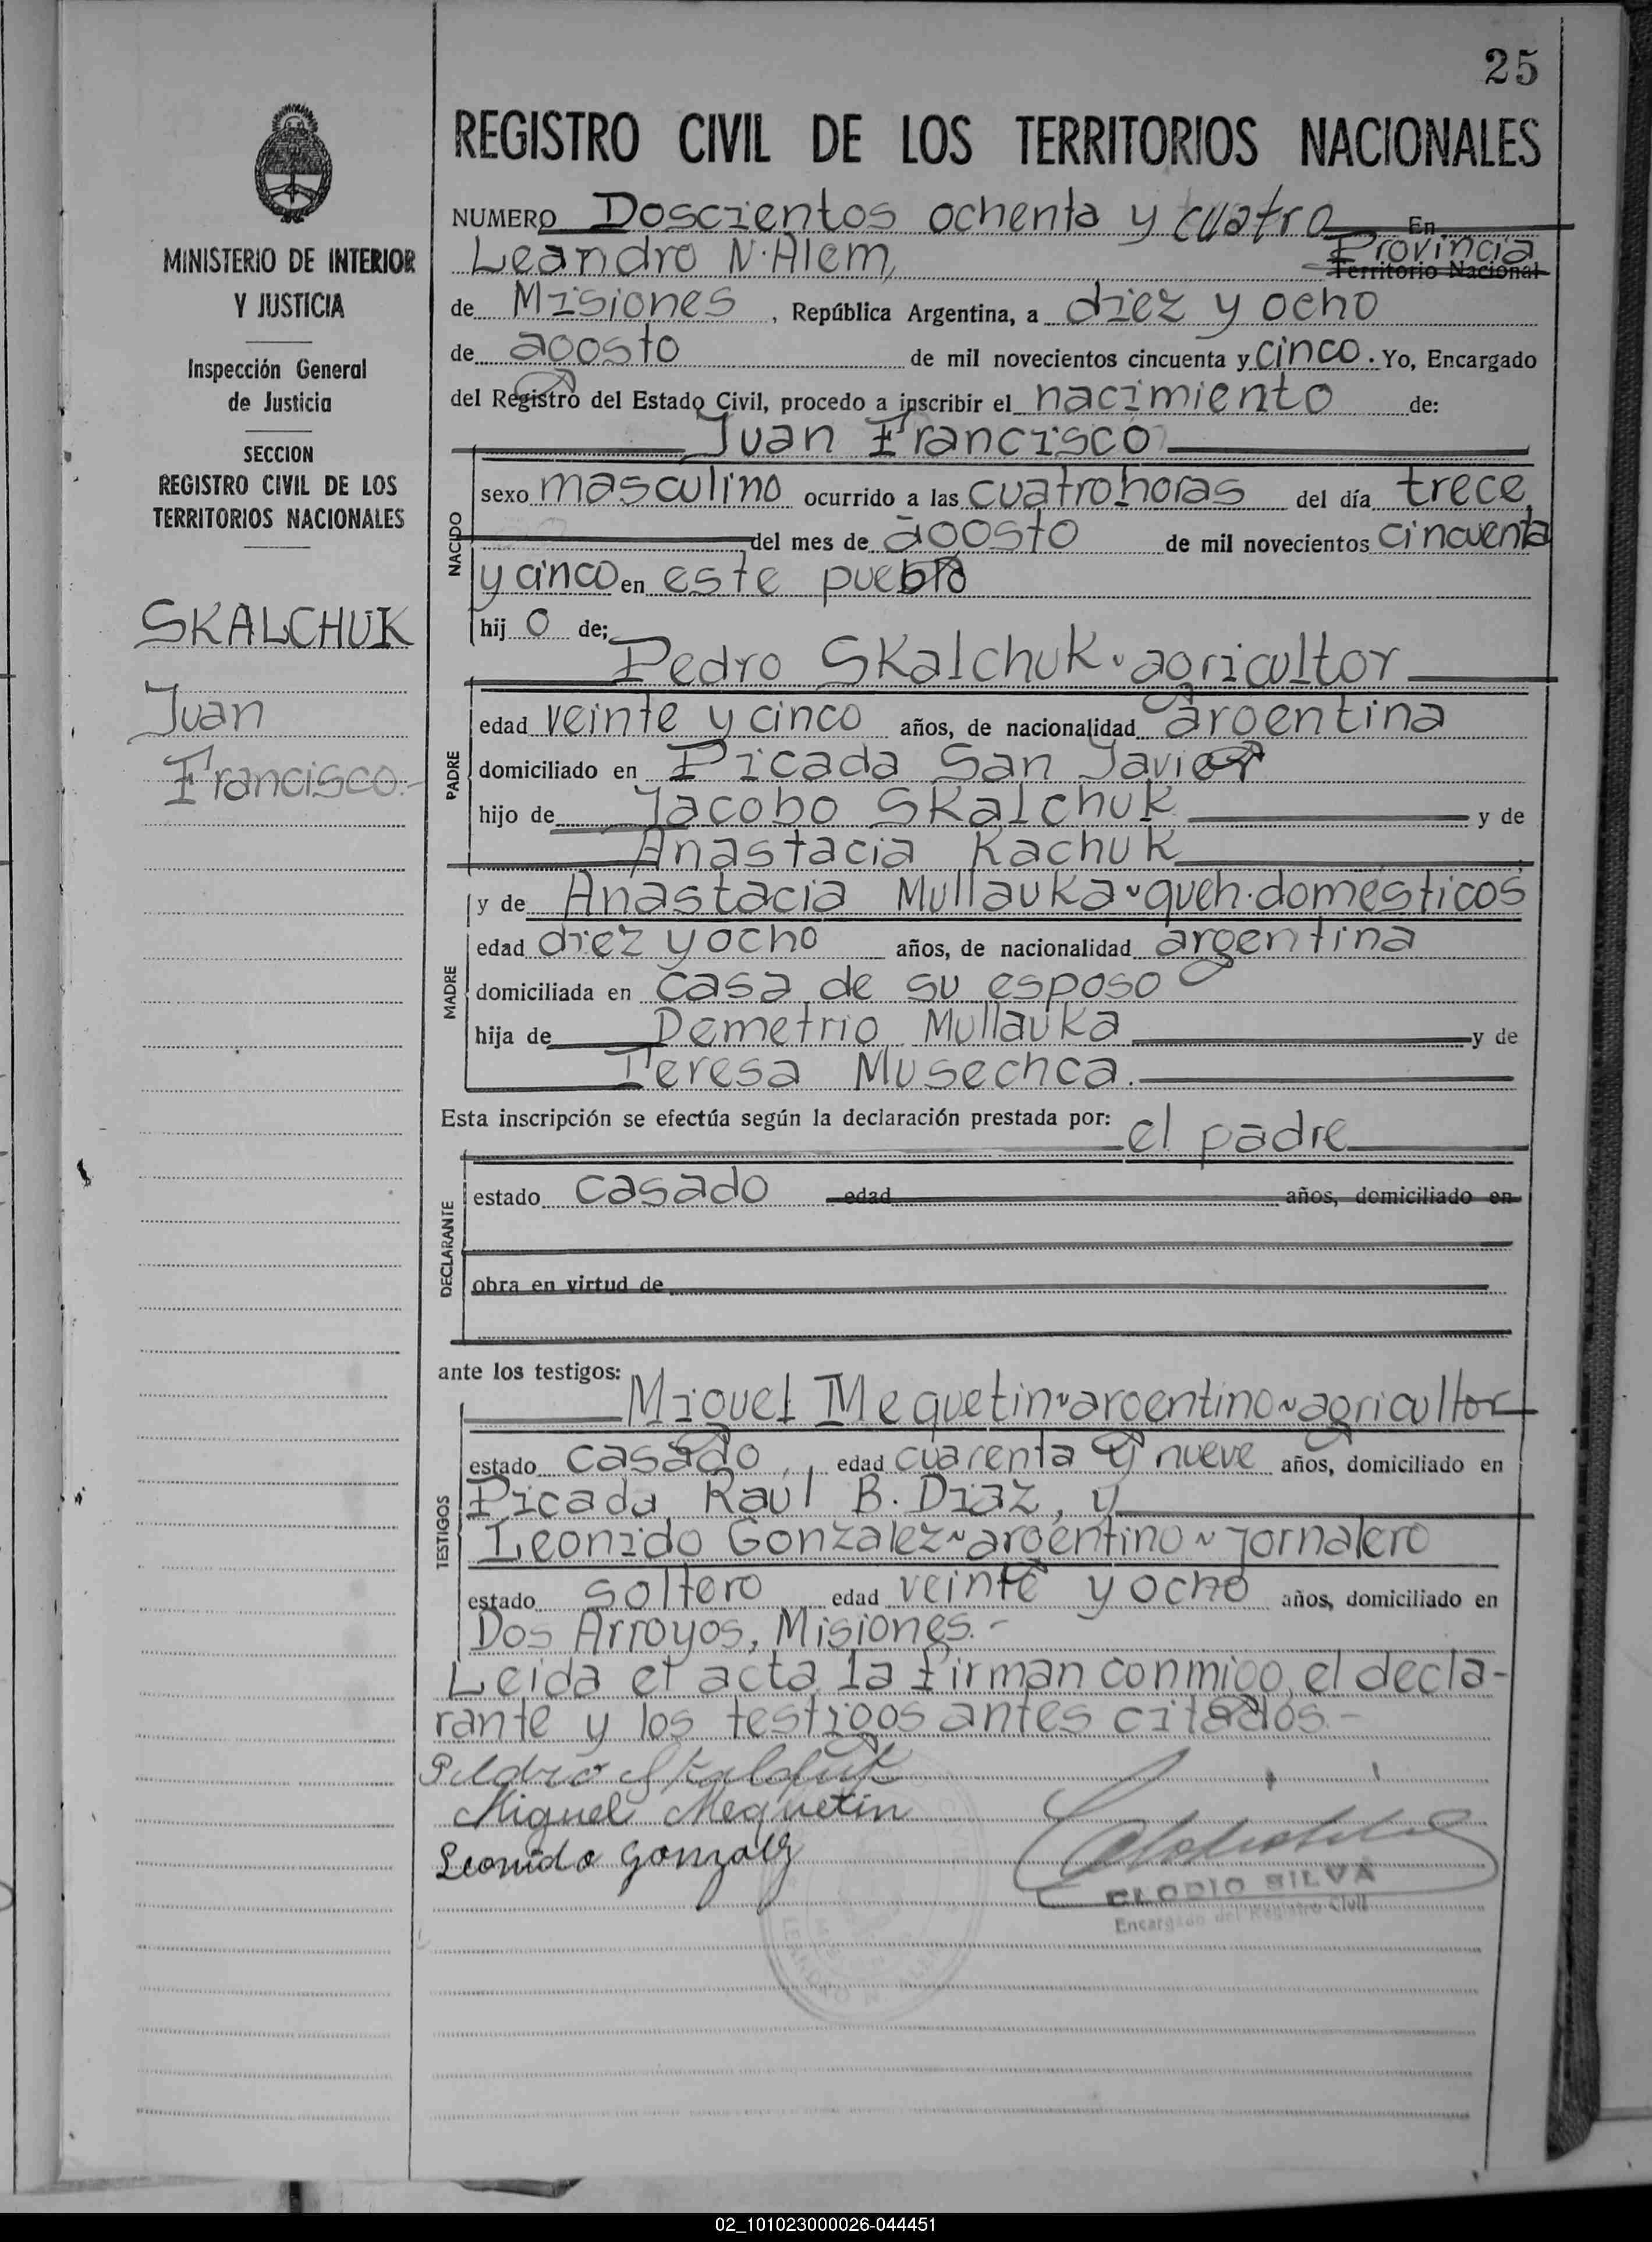 25
REGISTRO CIVIL DE LOS TERRITORIOS NACIONALES
MINISTERIO DE INTERIOR
Y JUSTICIA
Inspección General
de Justicia
SECCION
REGISTRO CIVIL DE LOS
TERRITORIOS NACIONALES
SKALCHUK
Juan
Francisco.-
NUMERO Doscientos ochenta y cuatro En
Leandro N. Alem, Provincia
Territorio Nacional
de Misiones, República Argentina, a diez y ocho
de agosto de mil novecientos cincuenta y cinco. Yo, Encargado
del Registro del Estado Civil, procedo a inscribir el nacimiento de:
Juan Francisco
NACIDO
sexo masculino ocurrido a las cuatro horas del día trece
del mes de agosto de mil novecientos cincuenta
y cinco en este pueblo
hij o de;
Pedro Skalchuk - agricultor
PADRE
edad veinte y cinco años, de nacionalidad argentina
domiciliado en Picada San Javier
hijo de Jacobo Skalchuk y de
Anastacia Kachuk
y de Anastacia Mullauka - queh. domésticos
MADRE
edad diez y ocho años, de nacionalidad argentina
domiciliada en casa de su esposo
hija de Demetrio Mullauka y de
Teresa Musechca.
Esta inscripción se efectúa según la declaración prestada por: el padre
DECLARANTE
estado casado edad años, domiciliado en
obra en virtud de
ante los testigos:
Miguel Mequetin - argentino - agricultor
TESTIGOS
estado casado, edad cuarenta y nueve años, domiciliado en
Picada Raul B. Diaz, y
Leonido Gonzalez - argentino - jornalero
estado soltero edad veinte y ocho años, domiciliado en
Dos Arroyos, Misiones.-
Leida el acta, la firman conmigo, el decla-
rante y los testigos antes citados.-
Pedro Skalchuk
Miguel Mequetin
Leonido Gonzalez
CLODIO SILVA
Encargado del Registro Civil
02_101023000026-044451